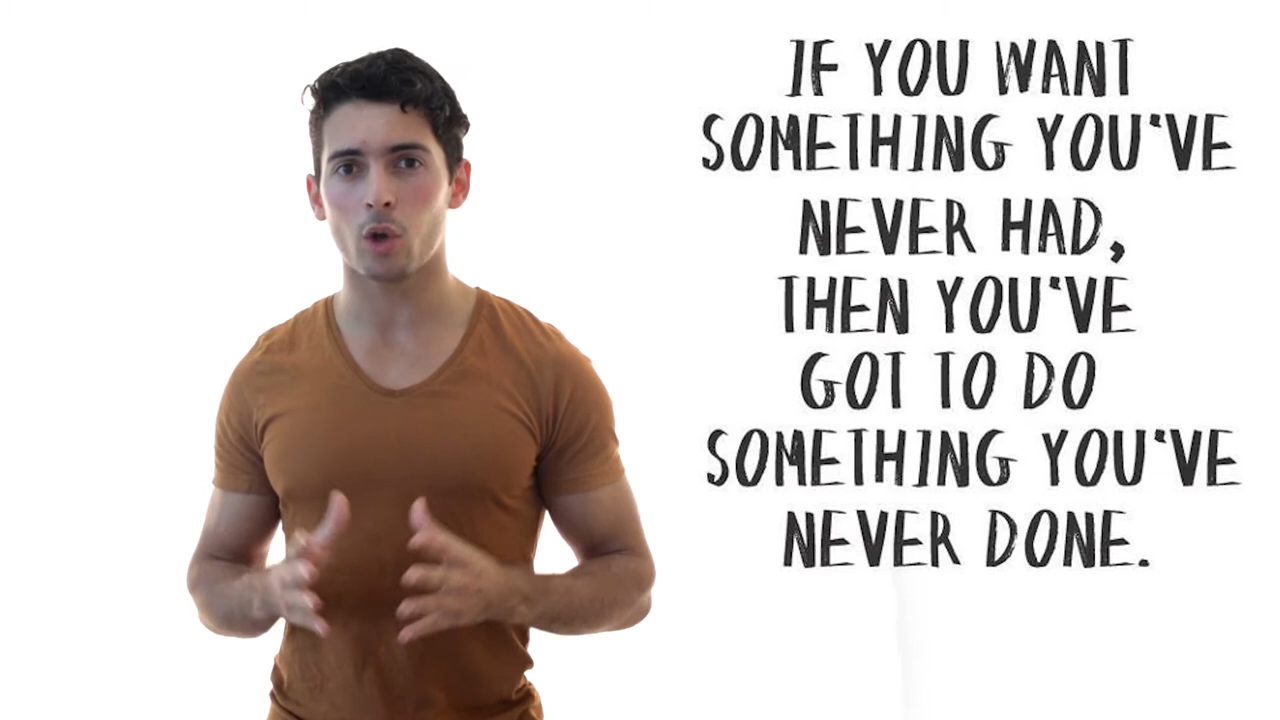 IF YOU WANT
SOMETHING YOU'VE
NEVER HAD,
THEN YOU'VE
GOT TO DO
SOMETHING YOU'VE
NEVER DONE.